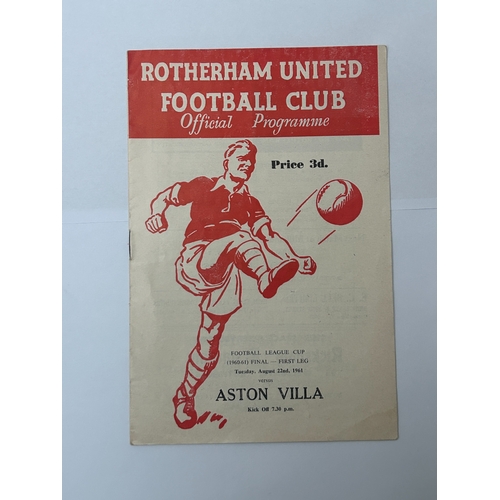 ROTHERHAM UNITED
FOOTBALL CLUB
Official Programme
Price 3d.
FOOTBALL LEAGUE CUP
(1960-61) FINAL — FIRST LEG
Tuesday, August 22nd, 1961
versus
ASTON VILLA
Kick Off 7.30 p.m.